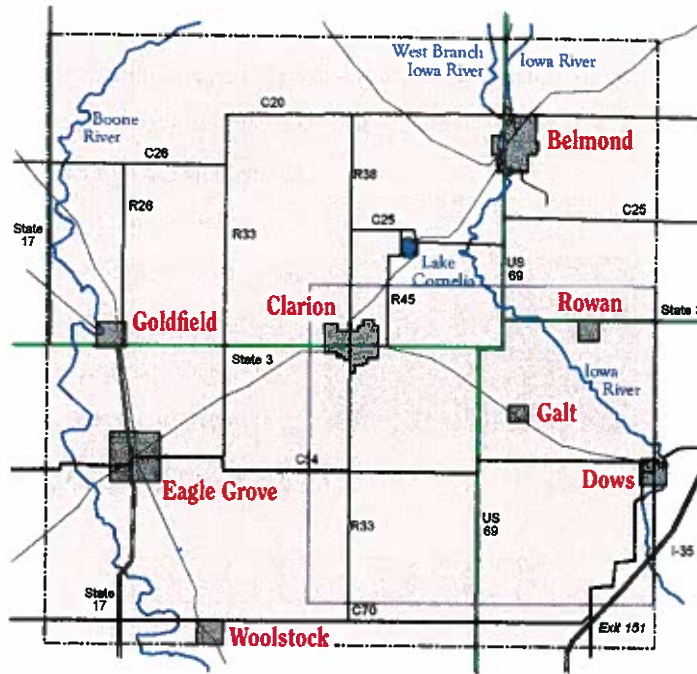 West Branch
Iowa River
Iowa River
Boone
River
C20
Belmond
C26
R38
R26
State
17
R33
C25
C25
US
69
Lake
Cornelia
R45
Goldfield
Clarion
Rowan
State 3
State
Iowa
River
Galt
C54
Eagle Grove
Dows
R33
US
69
I-35
State
17
C70
Exit 151
Woolstock